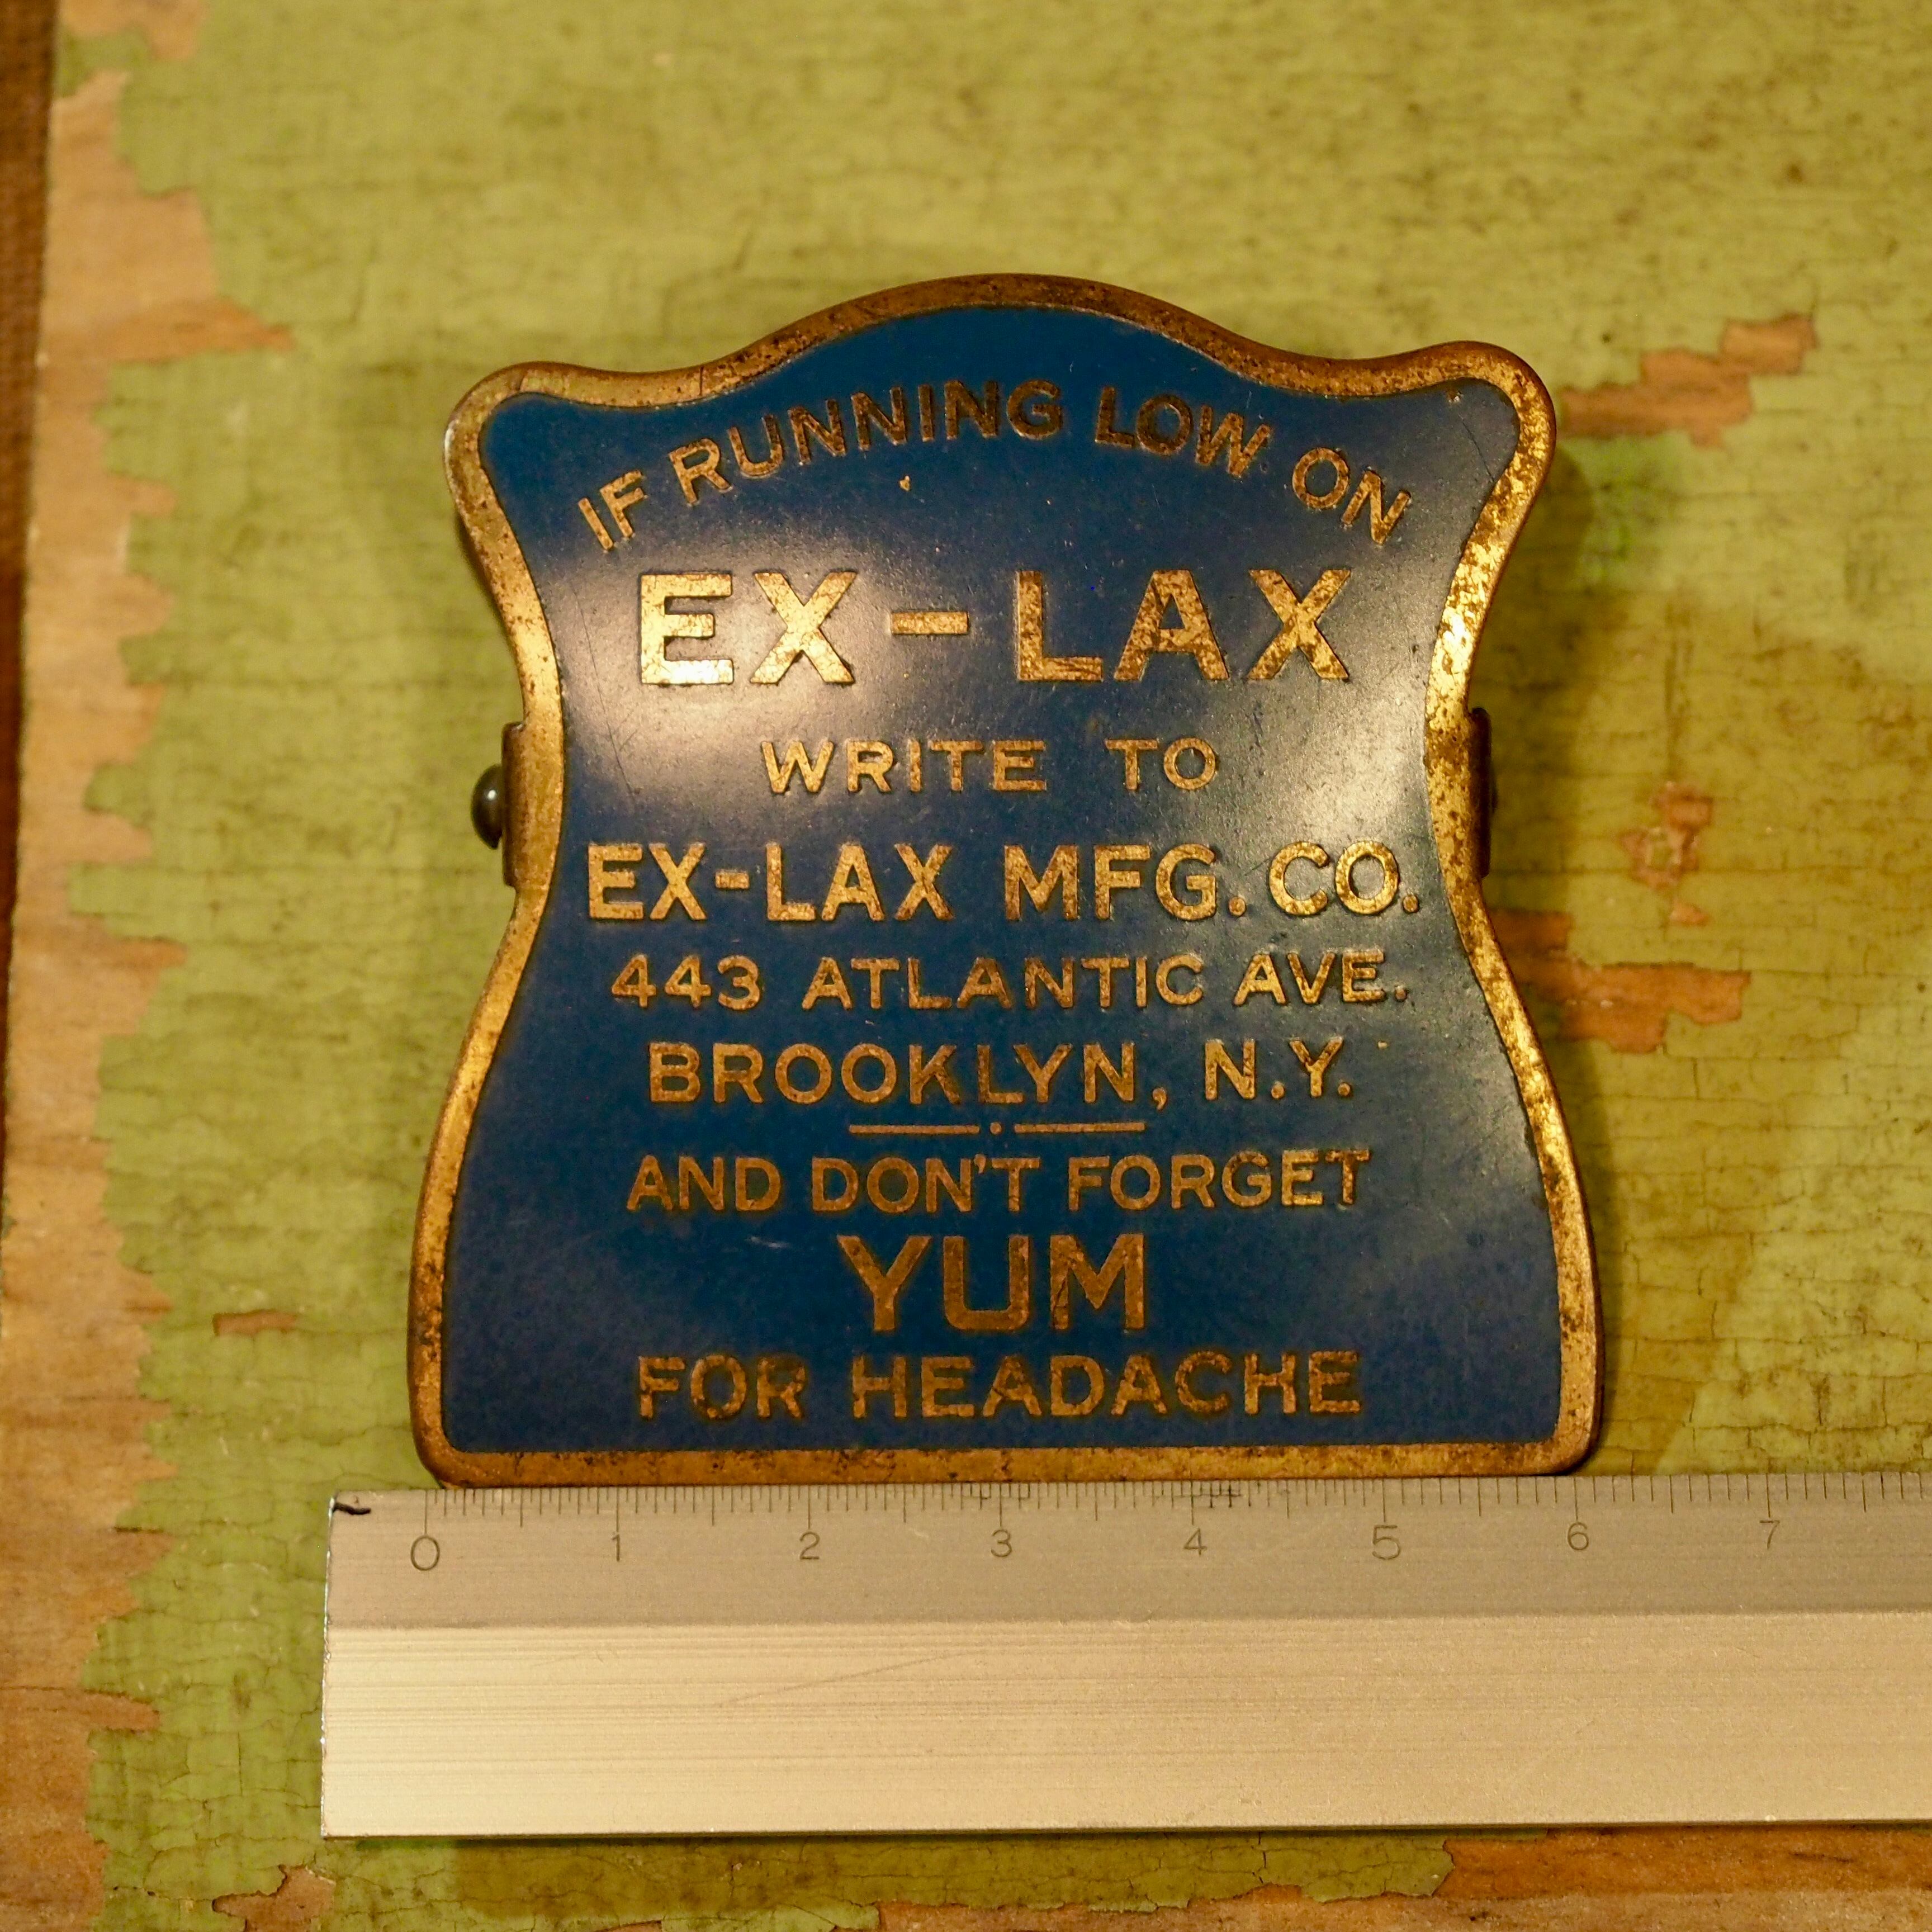 IF RUNNING LOW ON
EX-LAX
WRITE TO
EX-LAX MFG. CO.
443 ATLANTIC AVE.
BROOKLYN, N.Y.
AND DON'T FORGET
YUM
FOR HEADACHE
0 1 2 3 4 5 6 7